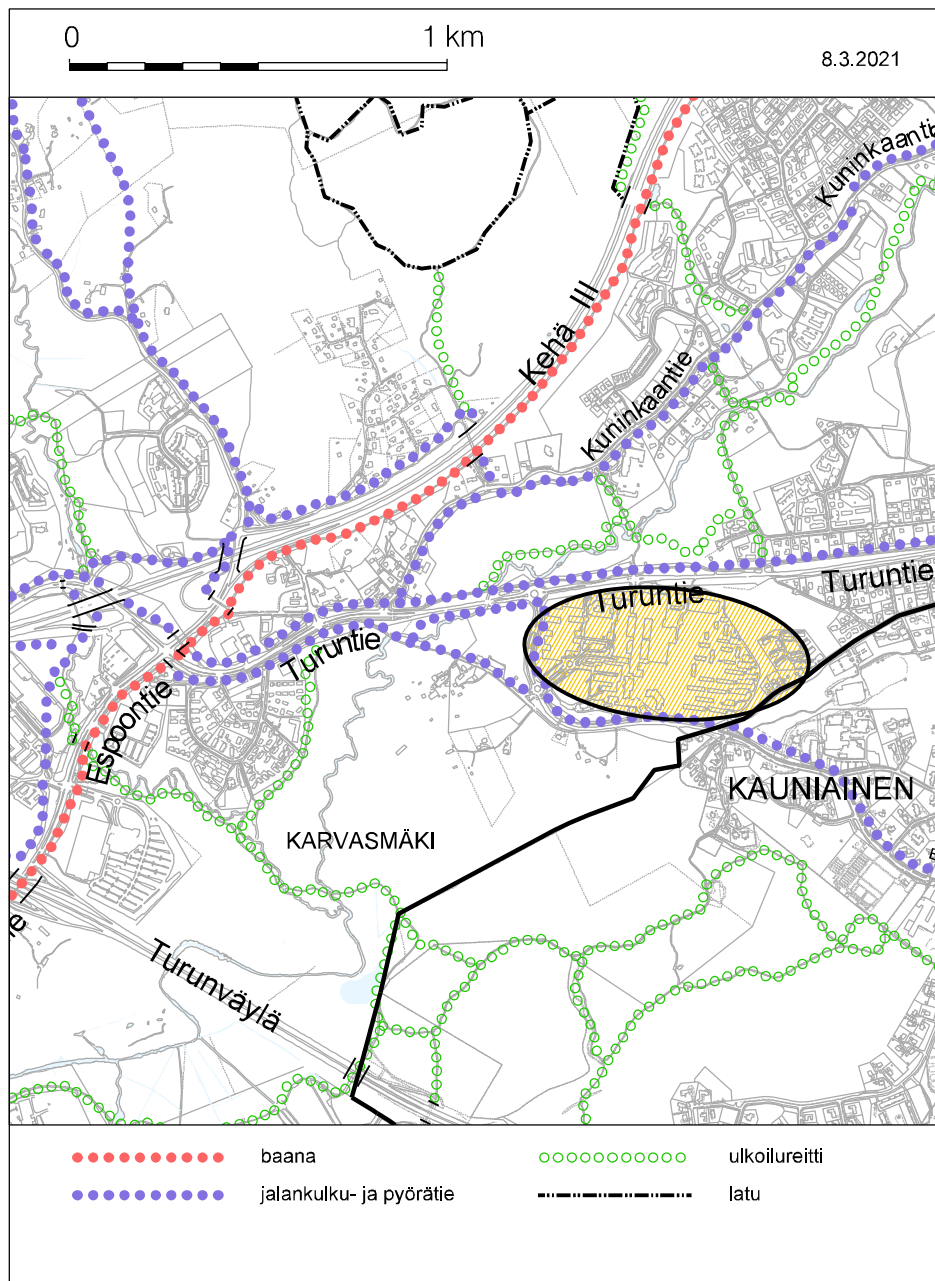 0 1 km
8.3.2021
Kuninkaantie
Kehä III
Kuninkaantie
Turuntie
Turuntie
Turuntie
Espoontie
KAUNIAINEN
KARVASMÄKI
Turunväylä
baana
ulkoilureitti
jalankulku- ja pyörätie
latu